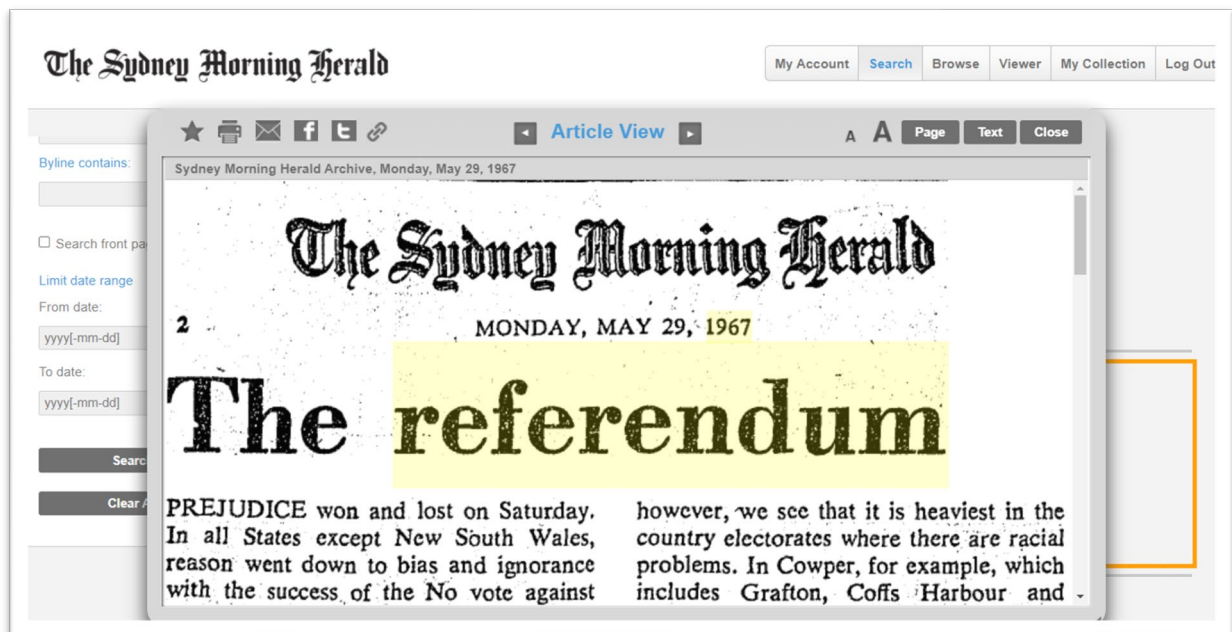 The Sydney Morning Herald
My Account Search Browse Viewer My Collection Log Out
Article View
A A Page Text Close
Sydney Morning Herald Archive, Monday, May 29, 1967
Byline contains:
Search front pa
Limit date range
From date:
yyyy[-mm-dd]
To date:
yyyy[-mm-dd]
Searc
Clear A
The Sydney Morning Herald
2 MONDAY, MAY 29, 1967
The referendum
PREJUDICE won and lost on Saturday.
In all States except New South Wales,
reason went down to bias and ignorance
with the success of the No vote against
however, we see that it is heaviest in the
country electorates where there are racial
problems. In Cowper, for example, which
includes Grafton, Coffs Harbour and